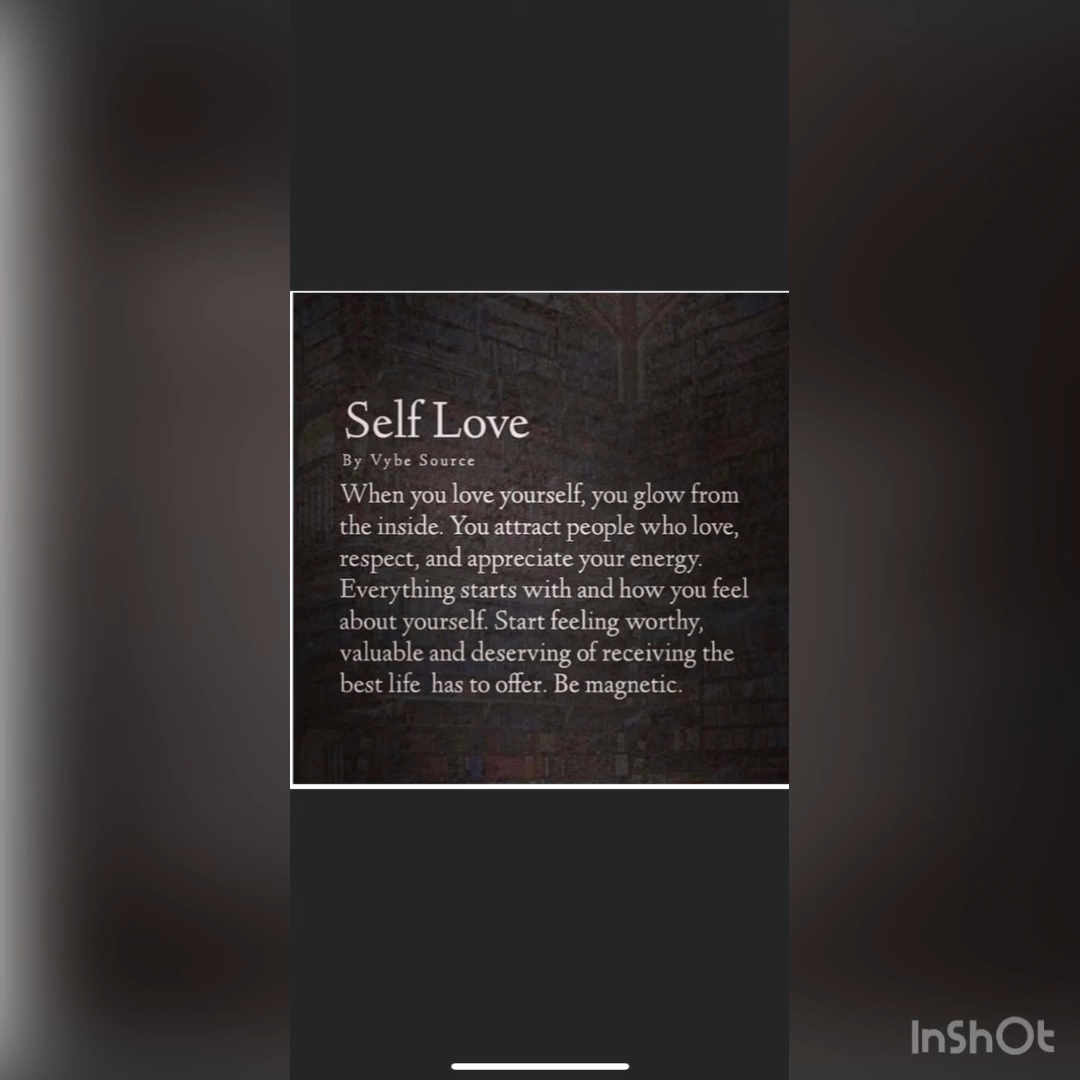 Self Love
By Vybe Source
When you love yourself, you glow from
the inside. You attract people who love,
respect, and appreciate your energy.
Everything starts with and how you feel
about yourself. Start feeling worthy,
valuable and deserving of receiving the
best life  has to offer. Be magnetic.
InShOt